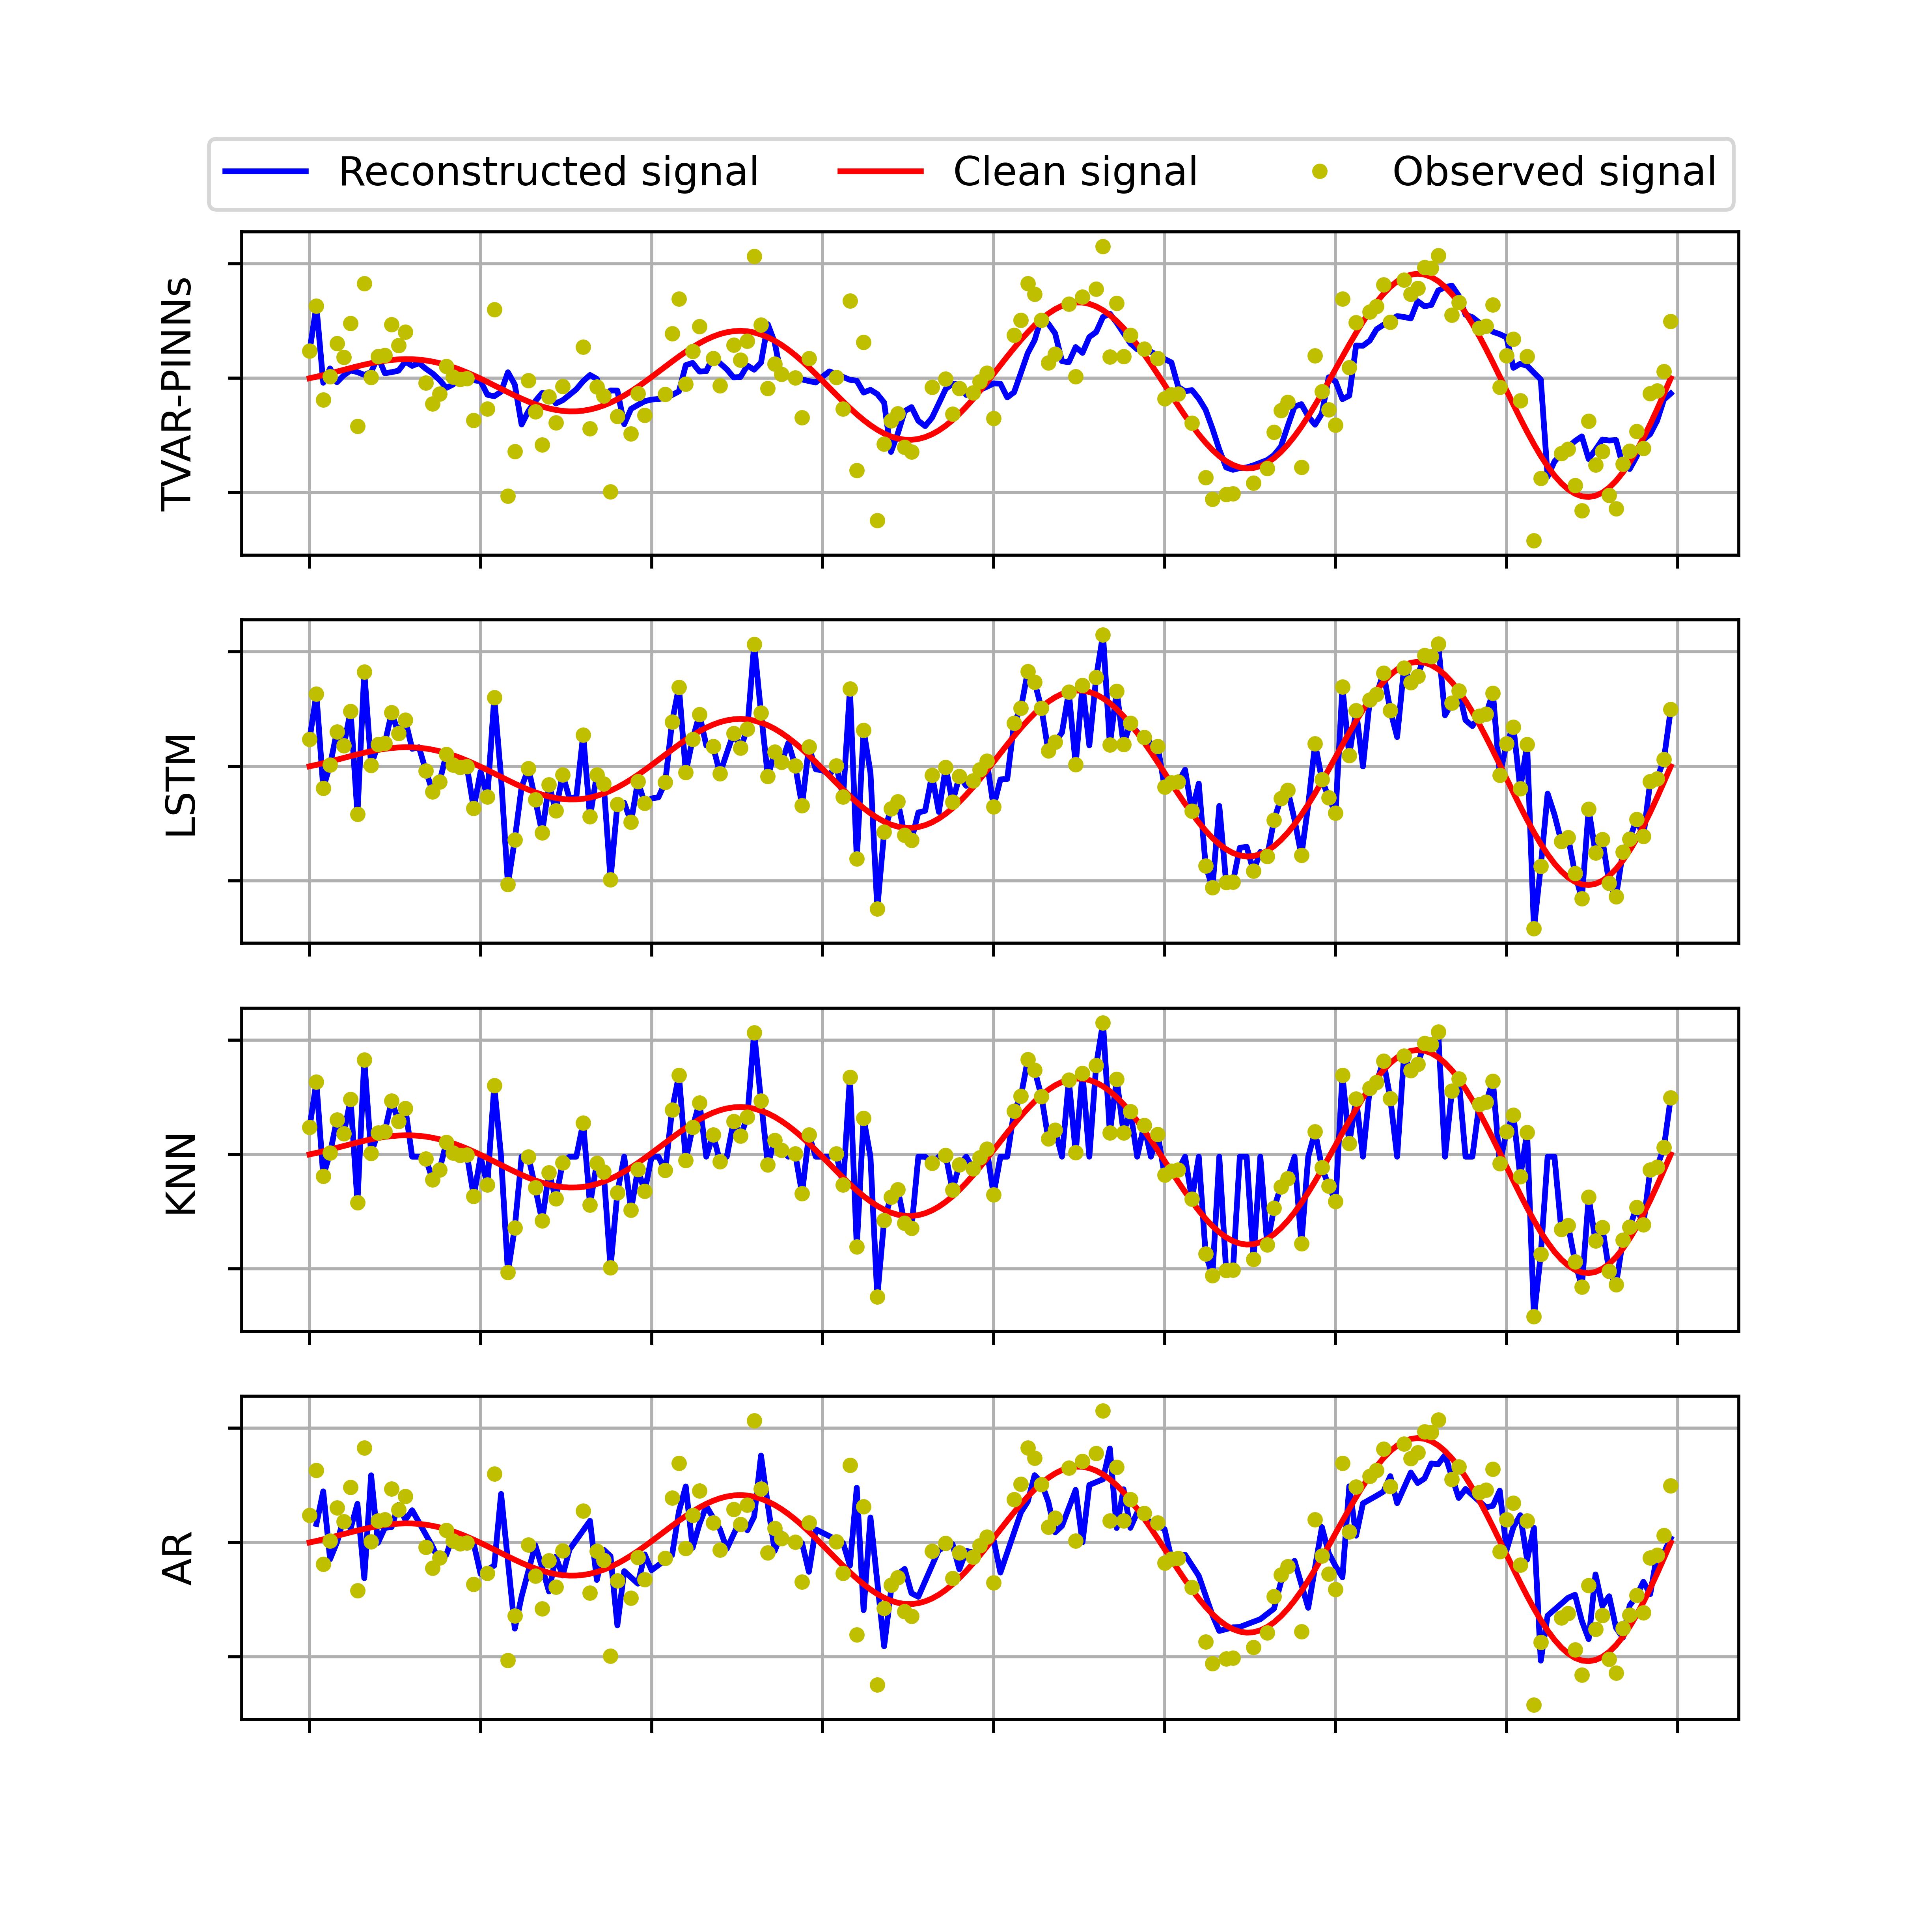 Reconstructed signal Clean signal Observed signal
TVAR-PINNs
LSTM
KNN
AR